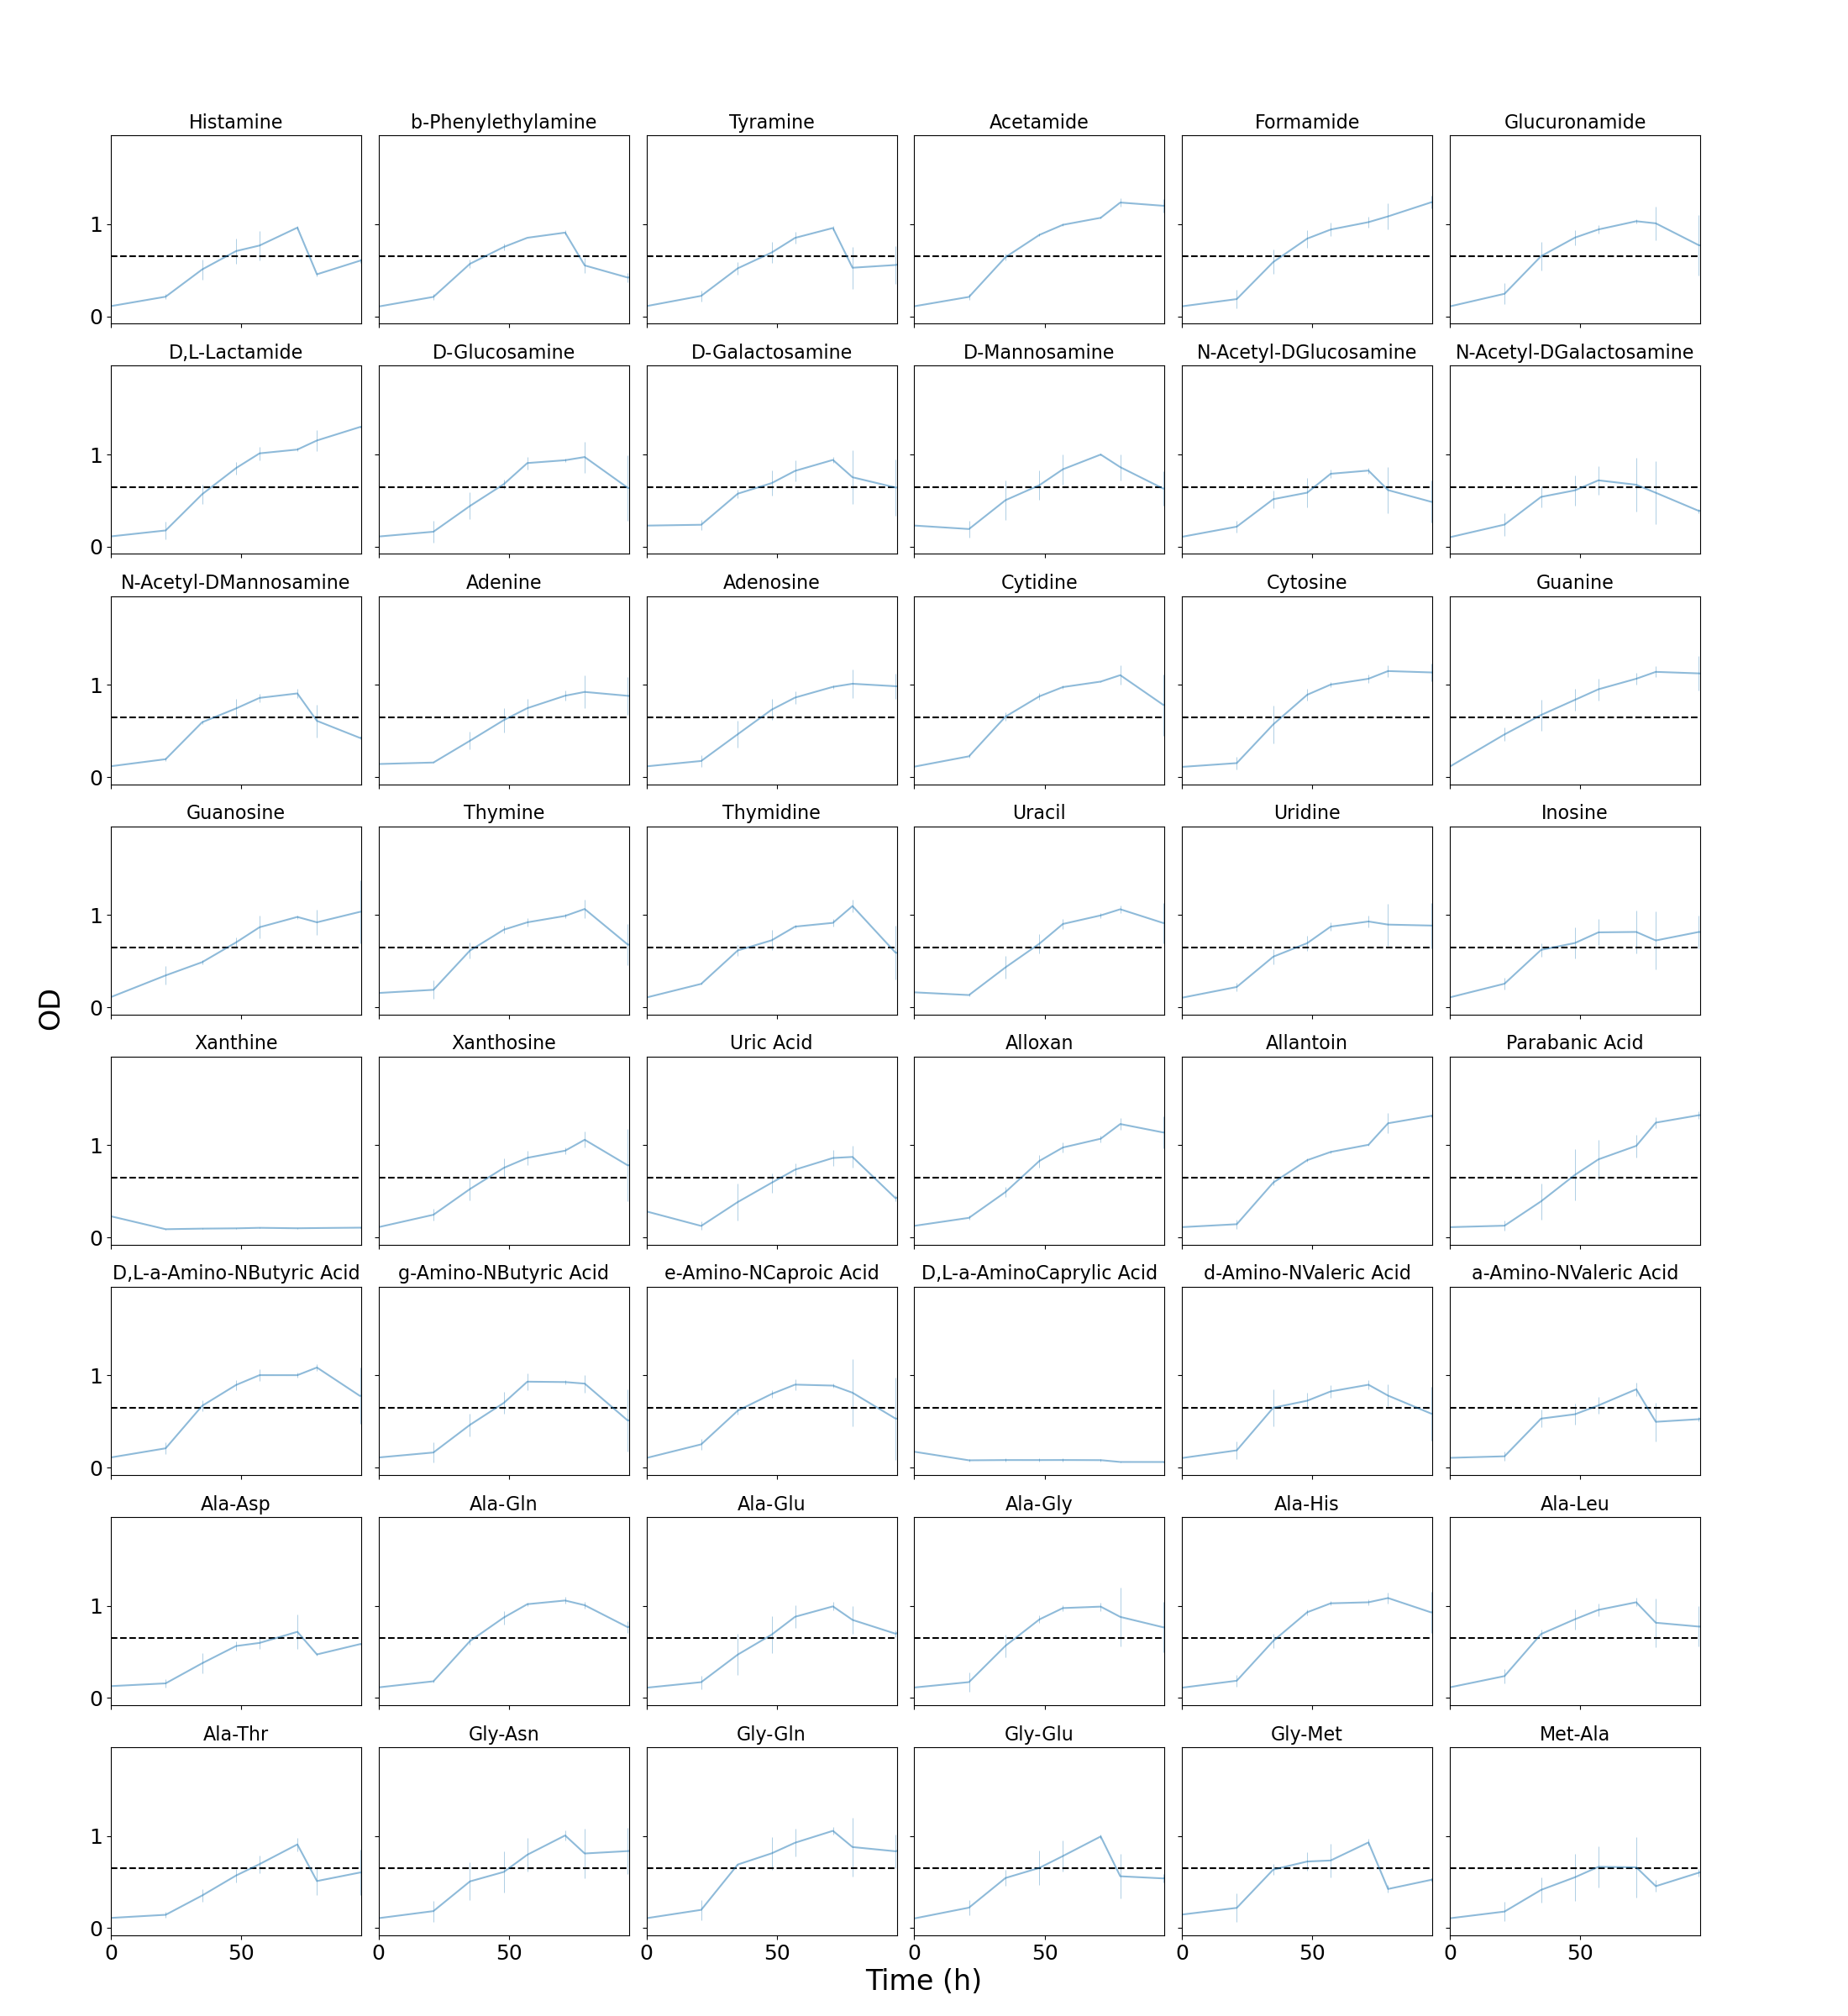 Histamine b-Phenylethylamine Tyramine Acetamide Formamide Glucuronamide
1
0
D,L-Lactamide D-Glucosamine D-Galactosamine D-Mannosamine N-Acetyl-DGlucosamine N-Acetyl-DGalactosamine
1
0
N-Acetyl-DMannosamine Adenine Adenosine Cytidine Cytosine Guanine
1
0
Guanosine Thymine Thymidine Uracil Uridine Inosine
1
0
OD
Xanthine Xanthosine Uric Acid Alloxan Allantoin Parabanic Acid
1
0
D,L-a-Amino-NButyric Acid g-Amino-NButyric Acid e-Amino-NCaproic Acid D,L-a-AminoCaprylic Acid d-Amino-NValeric Acid a-Amino-NValeric Acid
1
0
Ala-Asp Ala-Gln Ala-Glu Ala-Gly Ala-His Ala-Leu
1
0
Ala-Thr Gly-Asn Gly-Gln Gly-Glu Gly-Met Met-Ala
1
0
0 50 0 50 0 50 0 50 0 50 0 50
Time (h)